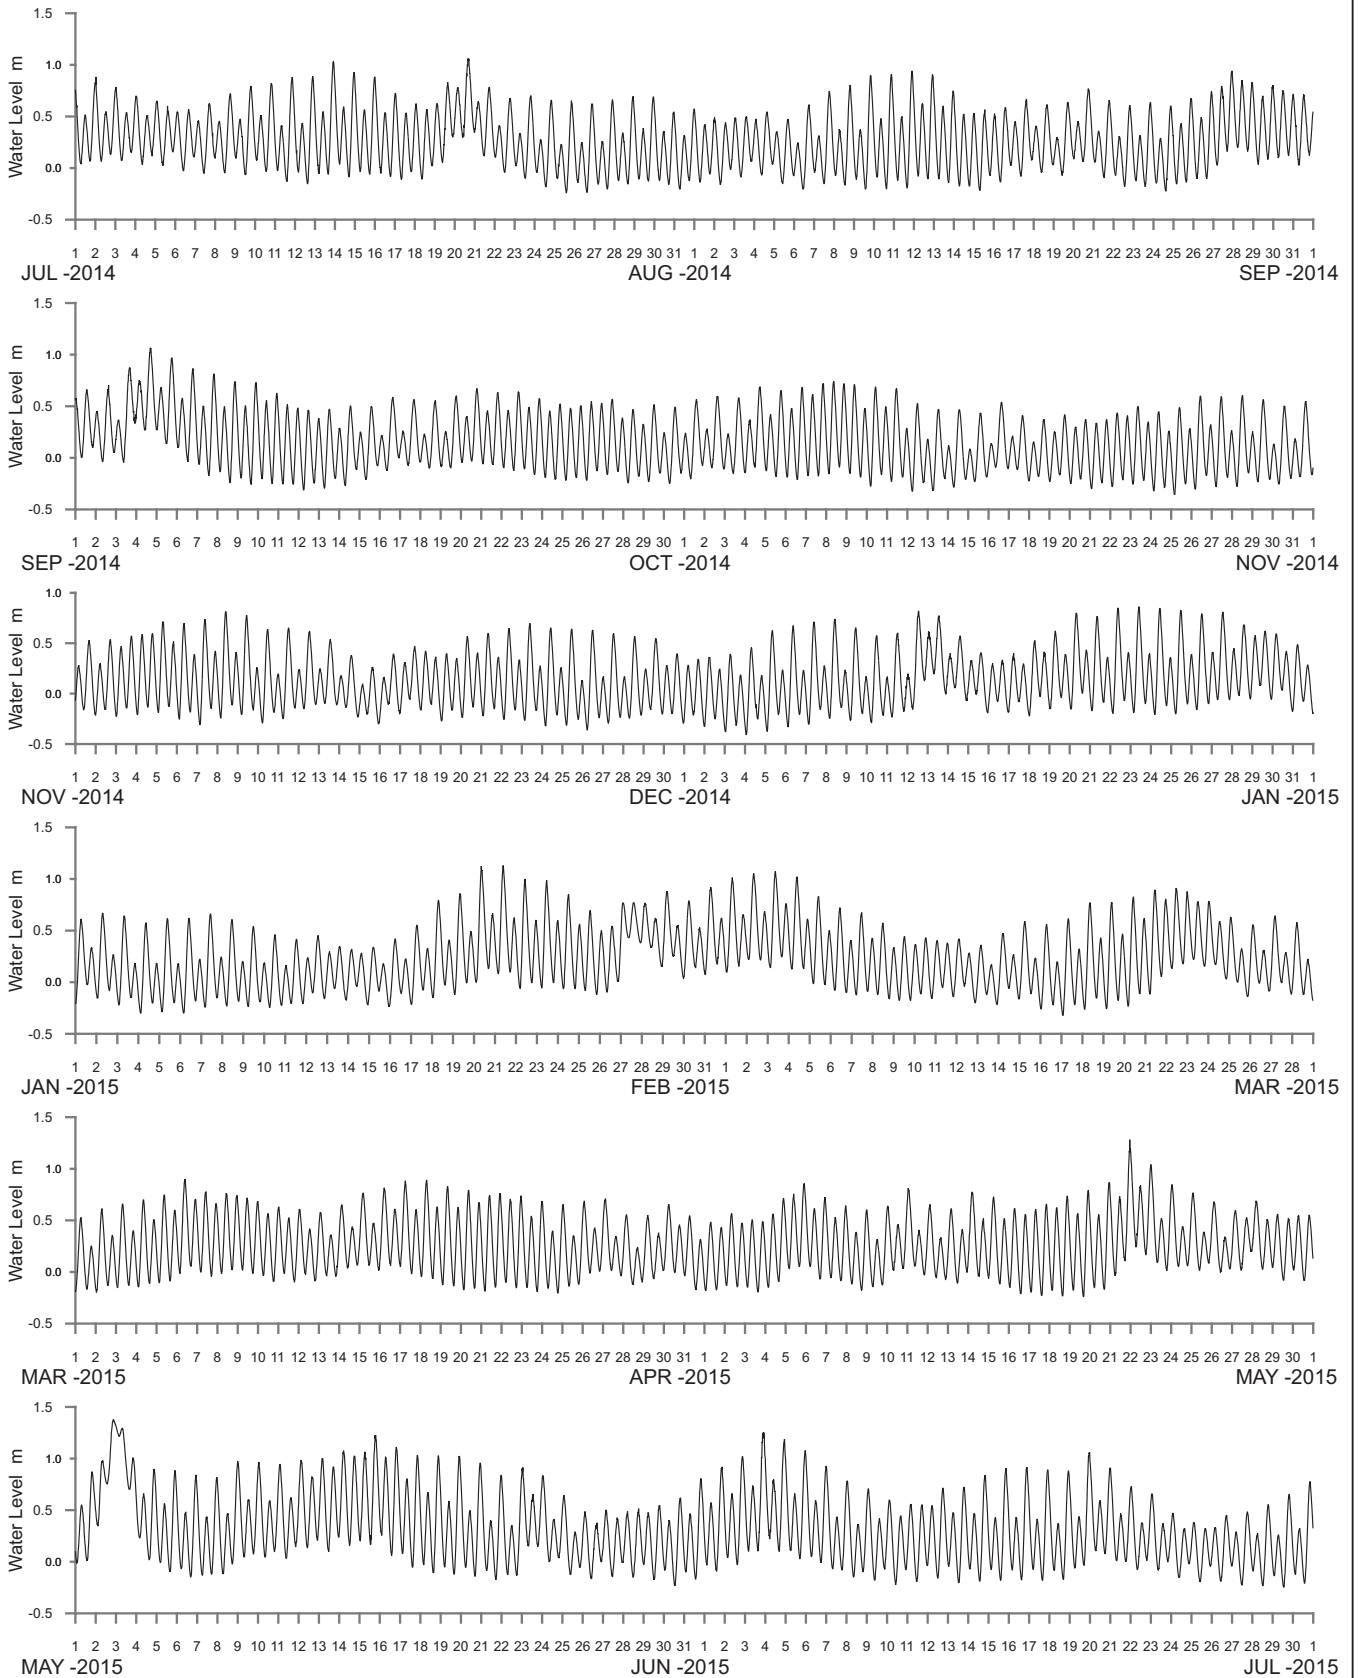 1.5
1.0
0.5
0.0
-0.5
Water Level m
1 2 3 4 5 6 7 8 9 10 11 12 13 14 15 16 17 18 19 20 21 22 23 24 25 26 27 28 29 30 31 1 2 3 4 5 6 7 8 9 10 11 12 13 14 15 16 17 18 19 20 21 22 23 24 25 26 27 28 29 30 31 1
JUL -2014 AUG -2014 SEP -2014
1.5
1.0
0.5
0.0
-0.5
Water Level m
1 2 3 4 5 6 7 8 9 10 11 12 13 14 15 16 17 18 19 20 21 22 23 24 25 26 27 28 29 30 1 2 3 4 5 6 7 8 9 10 11 12 13 14 15 16 17 18 19 20 21 22 23 24 25 26 27 28 29 30 31 1
SEP -2014 OCT -2014 NOV -2014
1.0
0.5
0.0
-0.5
Water Level m
1 2 3 4 5 6 7 8 9 10 11 12 13 14 15 16 17 18 19 20 21 22 23 24 25 26 27 28 29 30 1 2 3 4 5 6 7 8 9 10 11 12 13 14 15 16 17 18 19 20 21 22 23 24 25 26 27 28 29 30 31 1
NOV -2014 DEC -2014 JAN -2015
1.5
1.0
0.5
0.0
-0.5
Water Level m
1 2 3 4 5 6 7 8 9 10 11 12 13 14 15 16 17 18 19 20 21 22 23 24 25 26 27 28 29 30 31 1 2 3 4 5 6 7 8 9 10 11 12 13 14 15 16 17 18 19 20 21 22 23 24 25 26 27 28 1
JAN -2015 FEB -2015 MAR -2015
1.5
1.0
0.5
0.0
-0.5
Water Level m
1 2 3 4 5 6 7 8 9 10 11 12 13 14 15 16 17 18 19 20 21 22 23 24 25 26 27 28 29 30 31 1 2 3 4 5 6 7 8 9 10 11 12 13 14 15 16 17 18 19 20 21 22 23 24 25 26 27 28 29 30 1
MAR -2015 APR -2015 MAY -2015
1.5
1.0
0.5
0.0
-0.5
Water Level m
1 2 3 4 5 6 7 8 9 10 11 12 13 14 15 16 17 18 19 20 21 22 23 24 25 26 27 28 29 30 31 1 2 3 4 5 6 7 8 9 10 11 12 13 14 15 16 17 18 19 20 21 22 23 24 25 26 27 28 29 30 1
MAY -2015 JUN -2015 JUL -2015